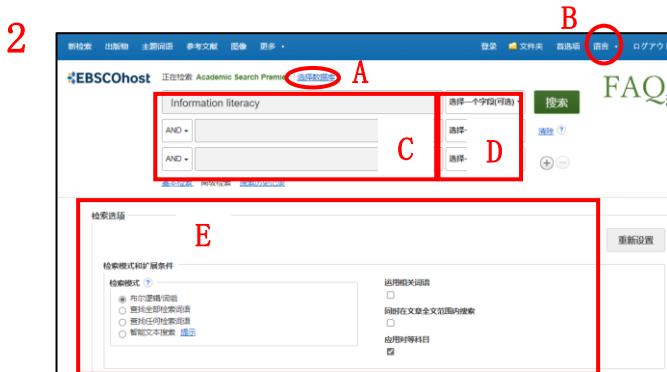 2
B
新检索 出版物 主题词语 参考文献 图像 更多
登录 文件夹 首选项 语言 ログアウ
EBSCOhost 正在检索: Academic Search Premie 选择数据库 A
FAQ
Information literacy 选择一个字段(可选) 搜索
AND 选择- 清除 ?
C D
AND 选择-
基本检索 高级检索 搜索历史记录
检索选项
E
重新设置
检索模式和扩展条件
检索模式 ?
布尔逻辑/词组
查找全部检索词语
查找任何检索词语
智能文本搜索 提示
运用相关词语
同时在文章全文范围内搜索
应用对等科目